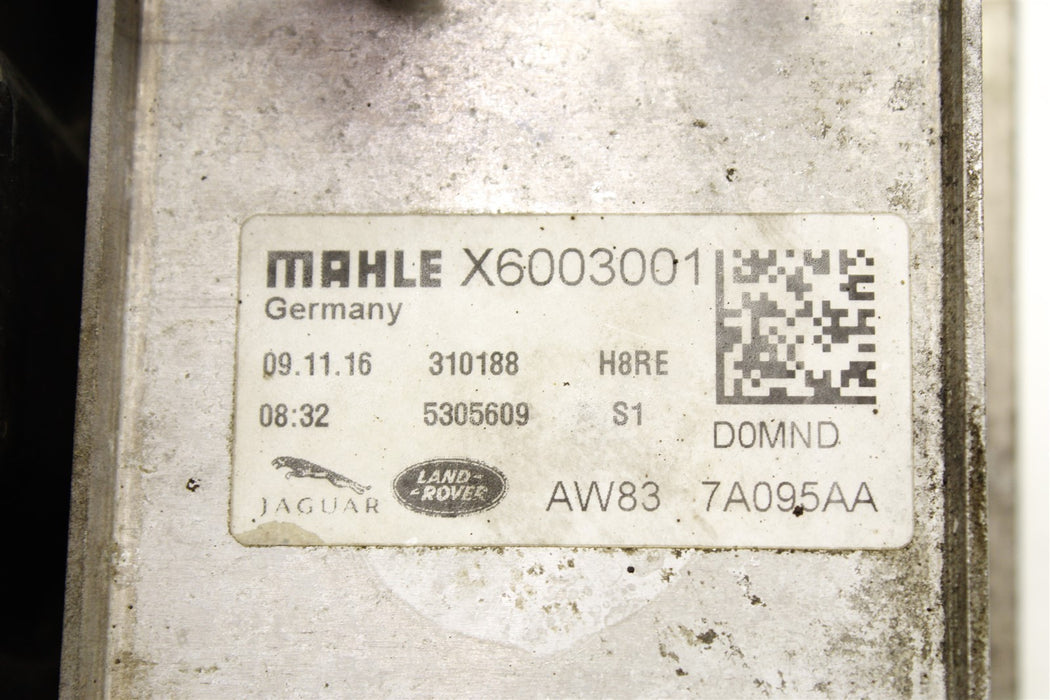 MAHLE X6003001
Germany
09.11.16 310188 H8RE
08:32 5305609 S1
D0MND
JAGUAR LAND-
-ROVER AW83 7A095AA